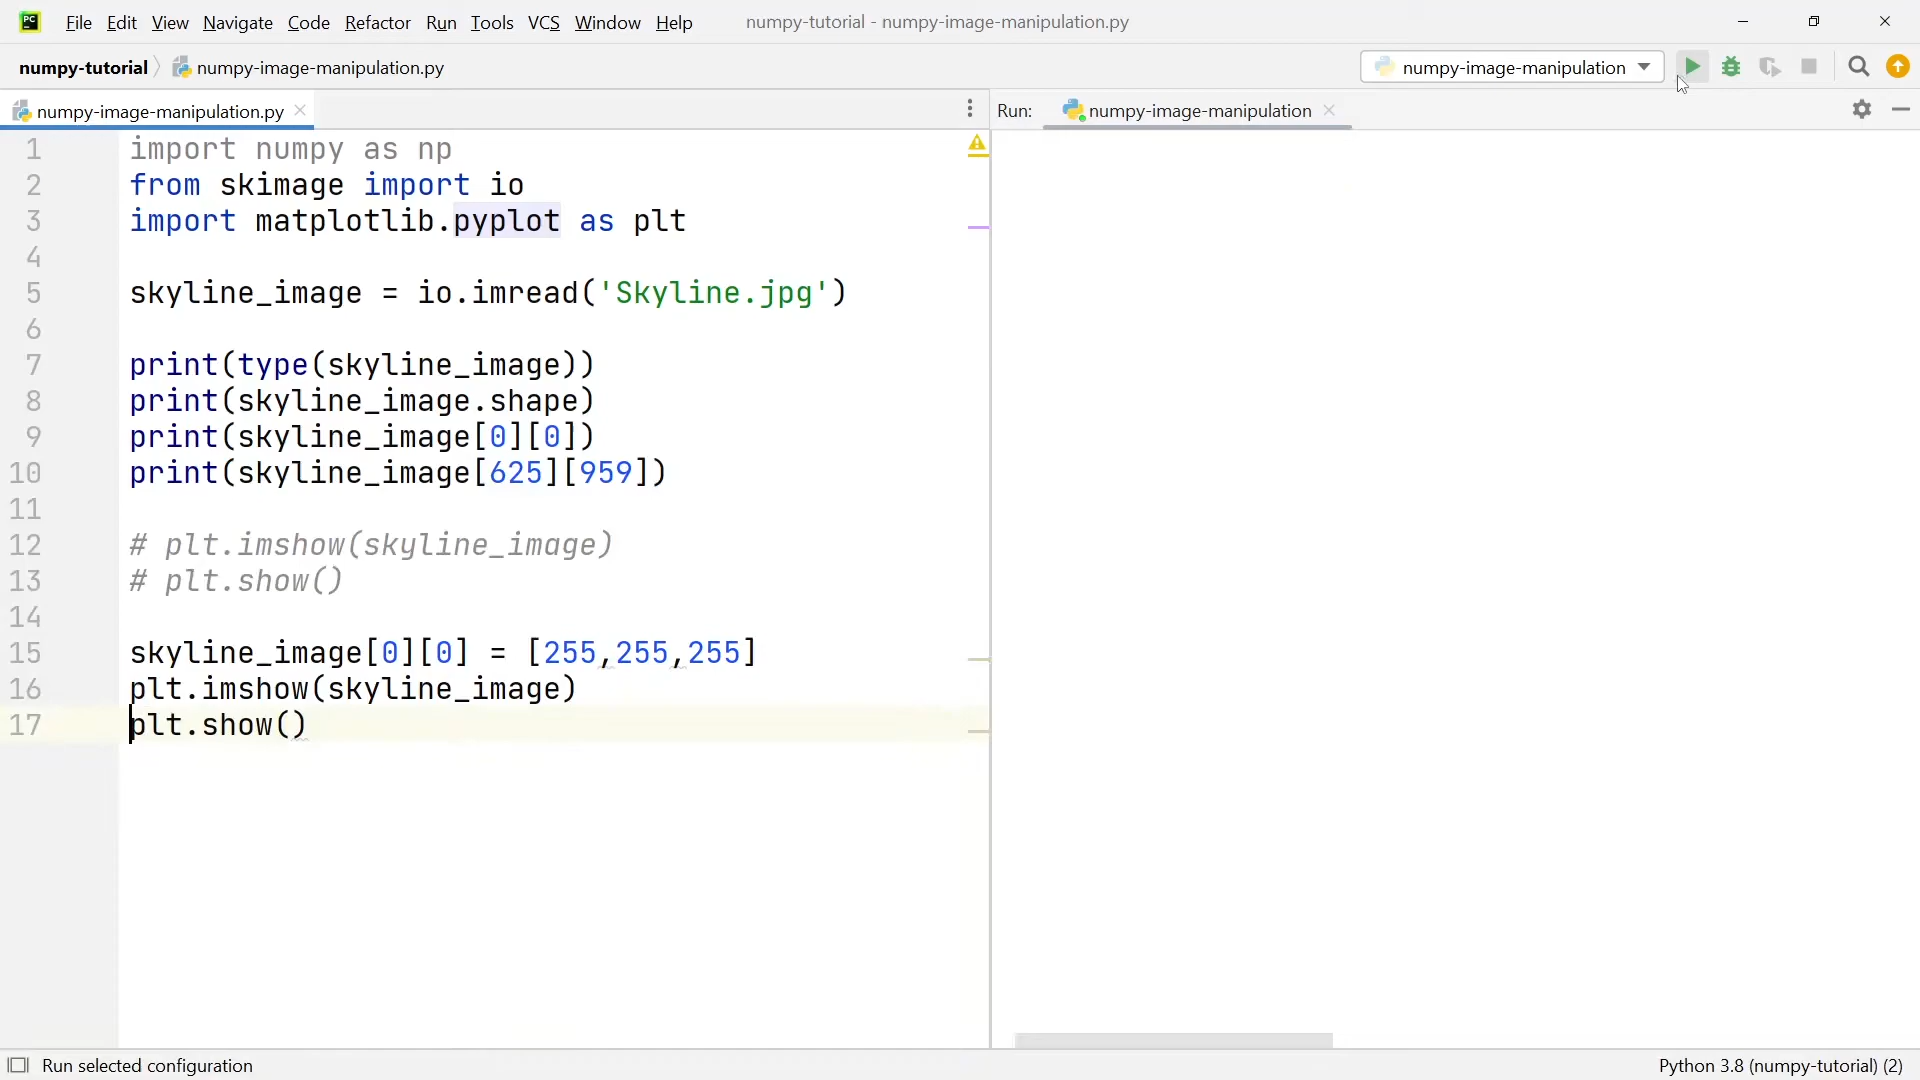 PC File Edit View Navigate Code Refactor Run Tools VCS Window Help numpy-tutorial - numpy-image-manipulation.py
numpy-tutorial numpy-image-manipulation.py numpy-image-manipulation
numpy-image-manipulation.py Run: numpy-image-manipulation
1 import numpy as np
2 from skimage import io
3 import matplotlib.pyplot as plt
4
5 skyline_image = io.imread('Skyline.jpg')
6
7 print(type(skyline_image))
8 print(skyline_image.shape)
9 print(skyline_image[0][0])
10 print(skyline_image[625][959])
11
12 # plt.imshow(skyline_image)
13 # plt.show()
14
15 skyline_image[0][0] = [255,255,255]
16 plt.imshow(skyline_image)
17 plt.show()
Run selected configuration Python 3.8 (numpy-tutorial) (2)